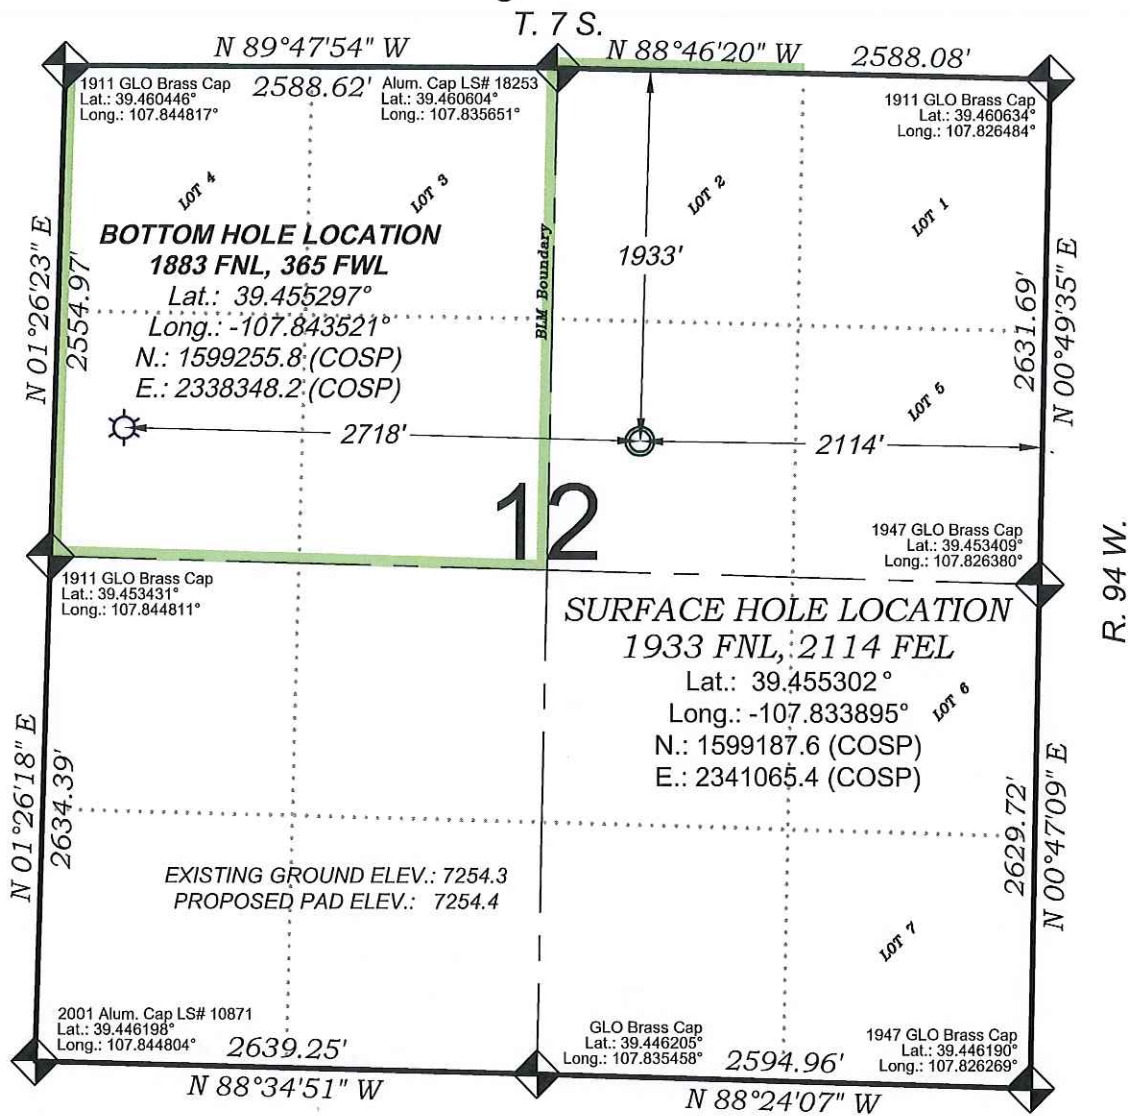 T. 7 S.
N 89°47'54" W
N 88°46'20" W
2588.08'
1911 GLO Brass Cap
Lat.: 39.460446°
Long.: 107.844817°
2588.62'
Alum. Cap LS# 18253
Lat.: 39.460604°
Long.: 107.835651°
1911 GLO Brass Cap
Lat.: 39.460634°
Long.: 107.826484°
LOT 4
LOT 3
LOT 2
LOT 1
N 01°26'23" E
2554.97'
BOTTOM HOLE LOCATION
1883 FNL, 365 FWL
Lat.: 39.455297°
Long.: -107.843521°
N.: 1599255.8 (COSP)
E.: 2338348.2 (COSP)
BLM Boundary
1933'
2631.69'
N 00°49'35" E
LOT 5
2718'
2114'
12
1947 GLO Brass Cap
Lat.: 39.453409°
Long.: 107.826380°
R. 94 W.
1911 GLO Brass Cap
Lat.: 39.453431°
Long.: 107.844811°
SURFACE HOLE LOCATION
1933 FNL, 2114 FEL
Lat.: 39.455302°
Long.: -107.833895°
N.: 1599187.6 (COSP)
E.: 2341065.4 (COSP)
LOT 6
N 01°26'18" E
2634.39'
2629.72'
N 00°47'09" E
EXISTING GROUND ELEV.: 7254.3
PROPOSED PAD ELEV.: 7254.4
LOT 7
2001 Alum. Cap LS# 10871
Lat.: 39.446198°
Long.: 107.844804°
2639.25'
GLO Brass Cap
Lat.: 39.446205°
Long.: 107.835458°
2594.96'
1947 GLO Brass Cap
Lat.: 39.446190°
Long.: 107.826269°
N 88°34'51" W
N 88°24'07" W